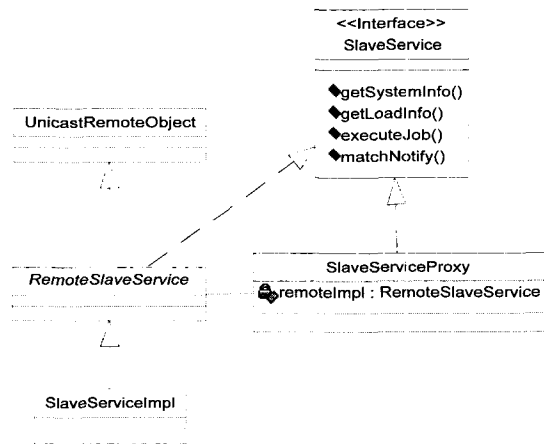 <<Interface>>
SlaveService
getSystemInfo()
getLoadInfo()
executeJob()
matchNotify()
UnicastRemoteObject
RemoteSlaveService
SlaveServiceProxy
remoteImpl : RemoteSlaveService
SlaveServiceImpl